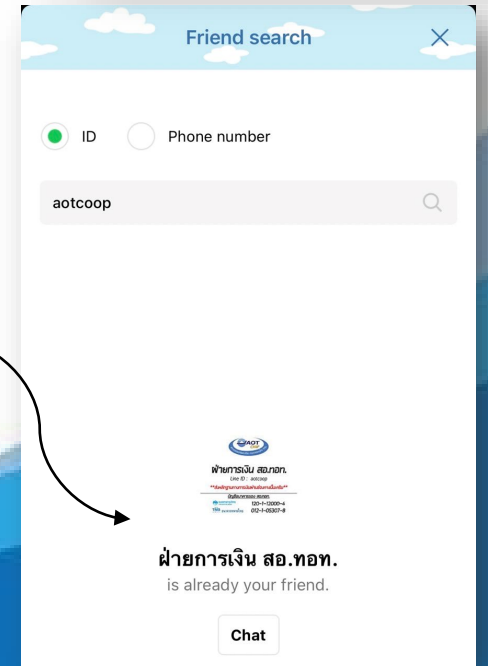 Friend search
ID
Phone number
aotcoop
AOT
ฝ่ายการเงิน สอ.ทอท.
Line ID : aotcoop
120-1-12000-4
012-1-05307-8
ฝ่ายการเงิน สอ.ทอท.
is already your friend.
Chat